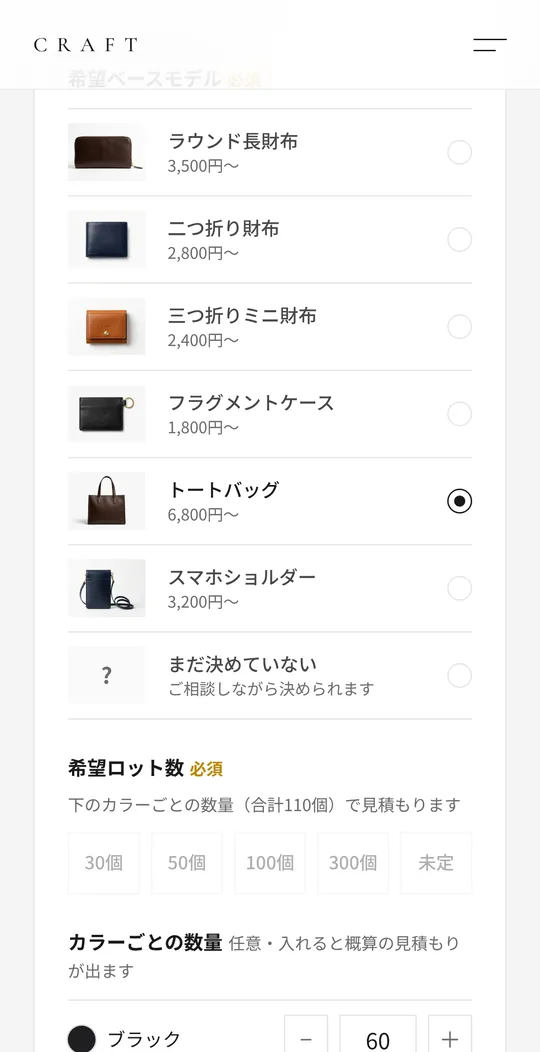 CRAFT
希望ベースモデル 必須
ラウンド長財布
3,500円〜
二つ折り財布
2,800円〜
三つ折りミニ財布
2,400円〜
フラグメントケース
1,800円〜
トートバッグ
6,800円〜
スマホショルダー
3,200円〜
?
まだ決めていない
ご相談しながら決められます
希望ロット数 必須
下のカラーごとの数量（合計110個）で見積もります
30個 50個 100個 300個 未定
カラーごとの数量 任意・入れると概算の見積もり
が出ます
ブラック − 60 +